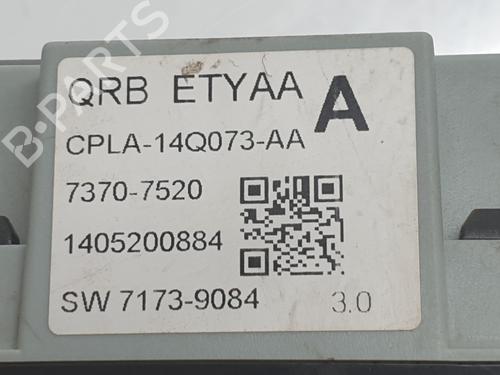 QRB ETYAA A
CPLA-14Q073-AA
7370-7520
1405200884
SW 7173-9084 3.0
B-PARTS